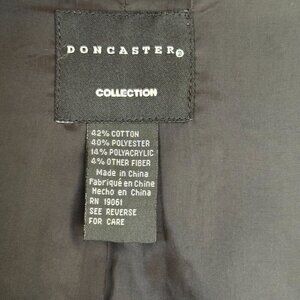 DONCASTER
COLLECTION
42% COTTON
40% POLYESTER
14% POLYACRYLIC
4% OTHER FIBER
Made in China
Fabriqué en Chine
Hecho en China
RN 19061
SEE REVERSE
FOR CARE